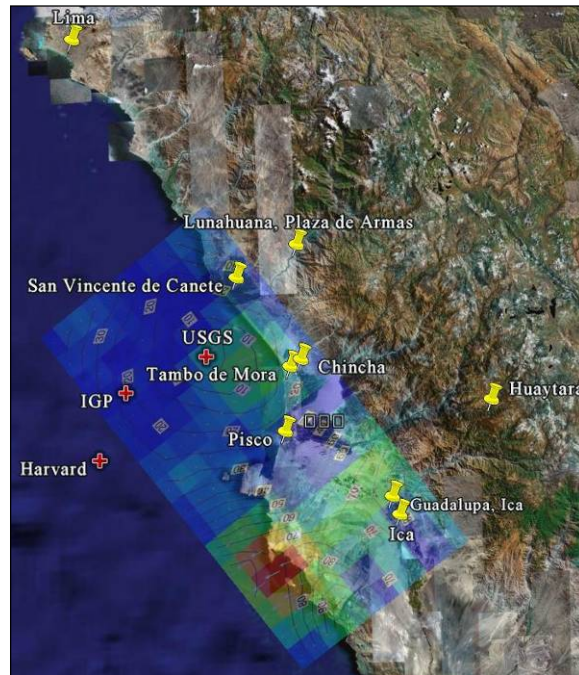 Lima
Lunahuana, Plaza de Armas
San Vincente de Canete
USGS
Tambo de Mora
Chincha
Huaytara
IGP
Pisco
Harvard
Guadalupa, Ica
Ica